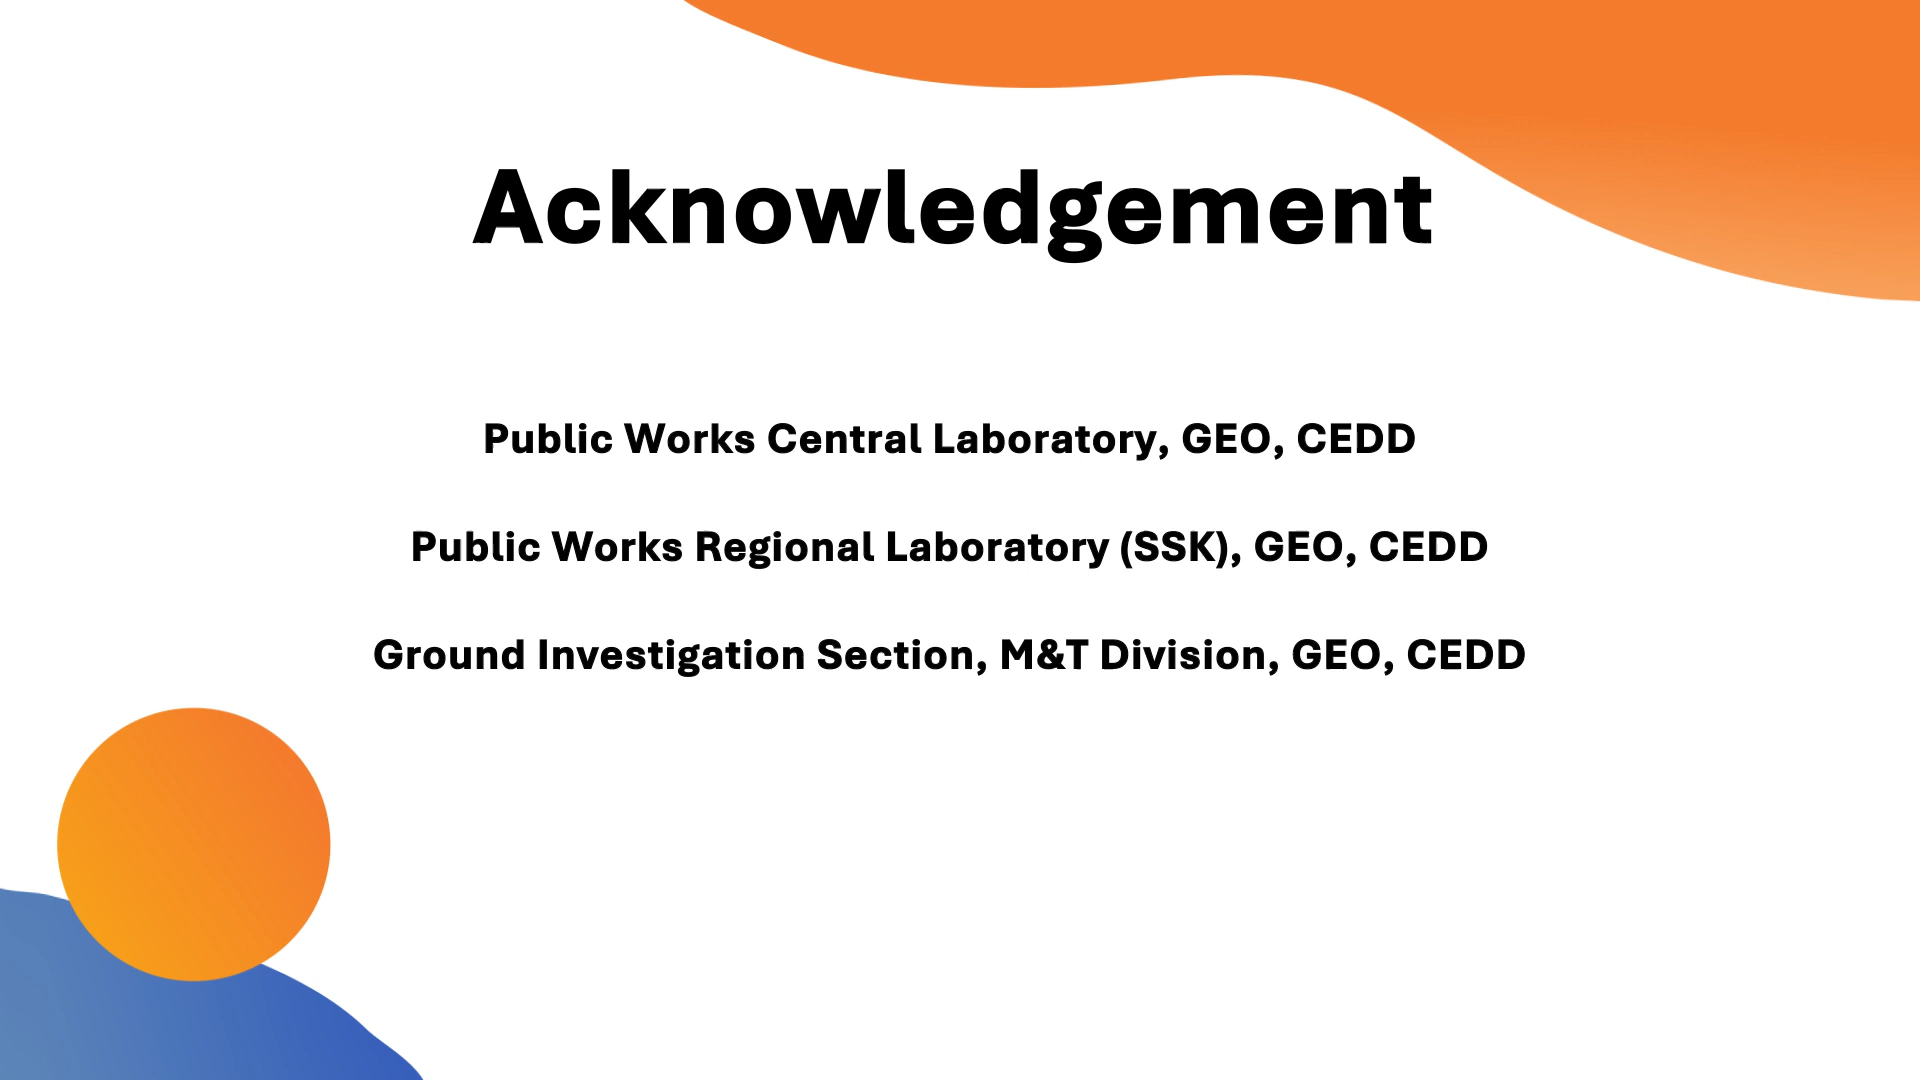 Acknowledgement
Public Works Central Laboratory, GEO, CEDD
Public Works Regional Laboratory (SSK), GEO, CEDD
Ground Investigation Section, M&T Division, GEO, CEDD